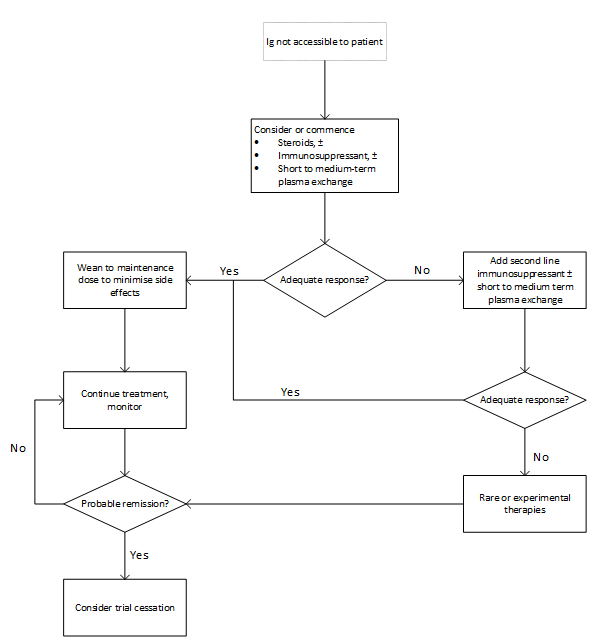 Ig not accessible to patient
Consider or commence
• Steroids, ±
• Immunosuppressant, ±
• Short to medium-term
plasma exchange
Adequate response?
Yes
No
Wean to maintenance
dose to minimise side
effects
Add second line
immunosuppressant ±
short to medium term
plasma exchange
Continue treatment,
monitor
Yes
Adequate response?
No
No
Probable remission?
Rare or experimental
therapies
Yes
Consider trial cessation